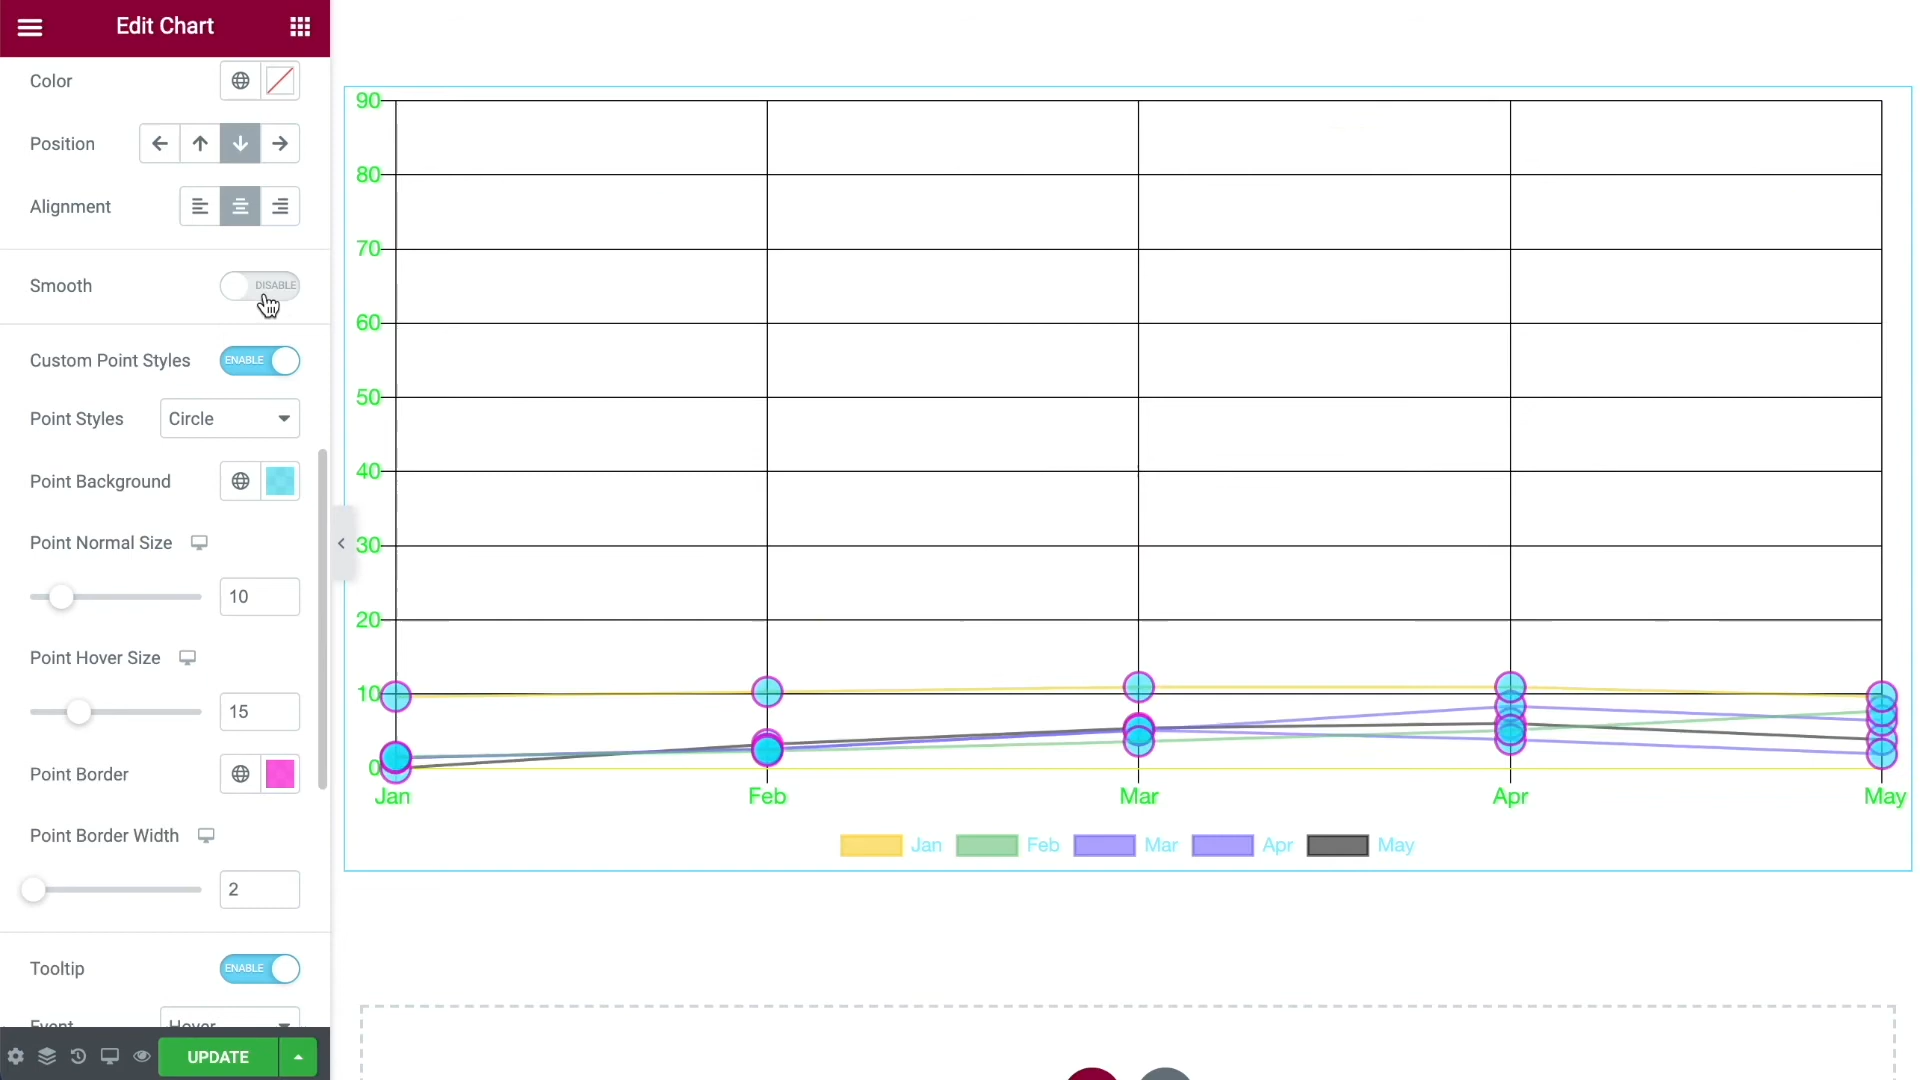 Edit Chart
Color
Position
Alignment
Smooth
DISABLE
Custom Point Styles
ENABLE
Point Styles
Circle
Point Background
Point Normal Size
10
Point Hover Size
15
Point Border
Point Border Width
2
Tooltip
ENABLE
Event
Hover
UPDATE
90
80
70
60
50
40
30
20
10
0
Jan Feb Mar Apr May
Jan Feb Mar Apr May